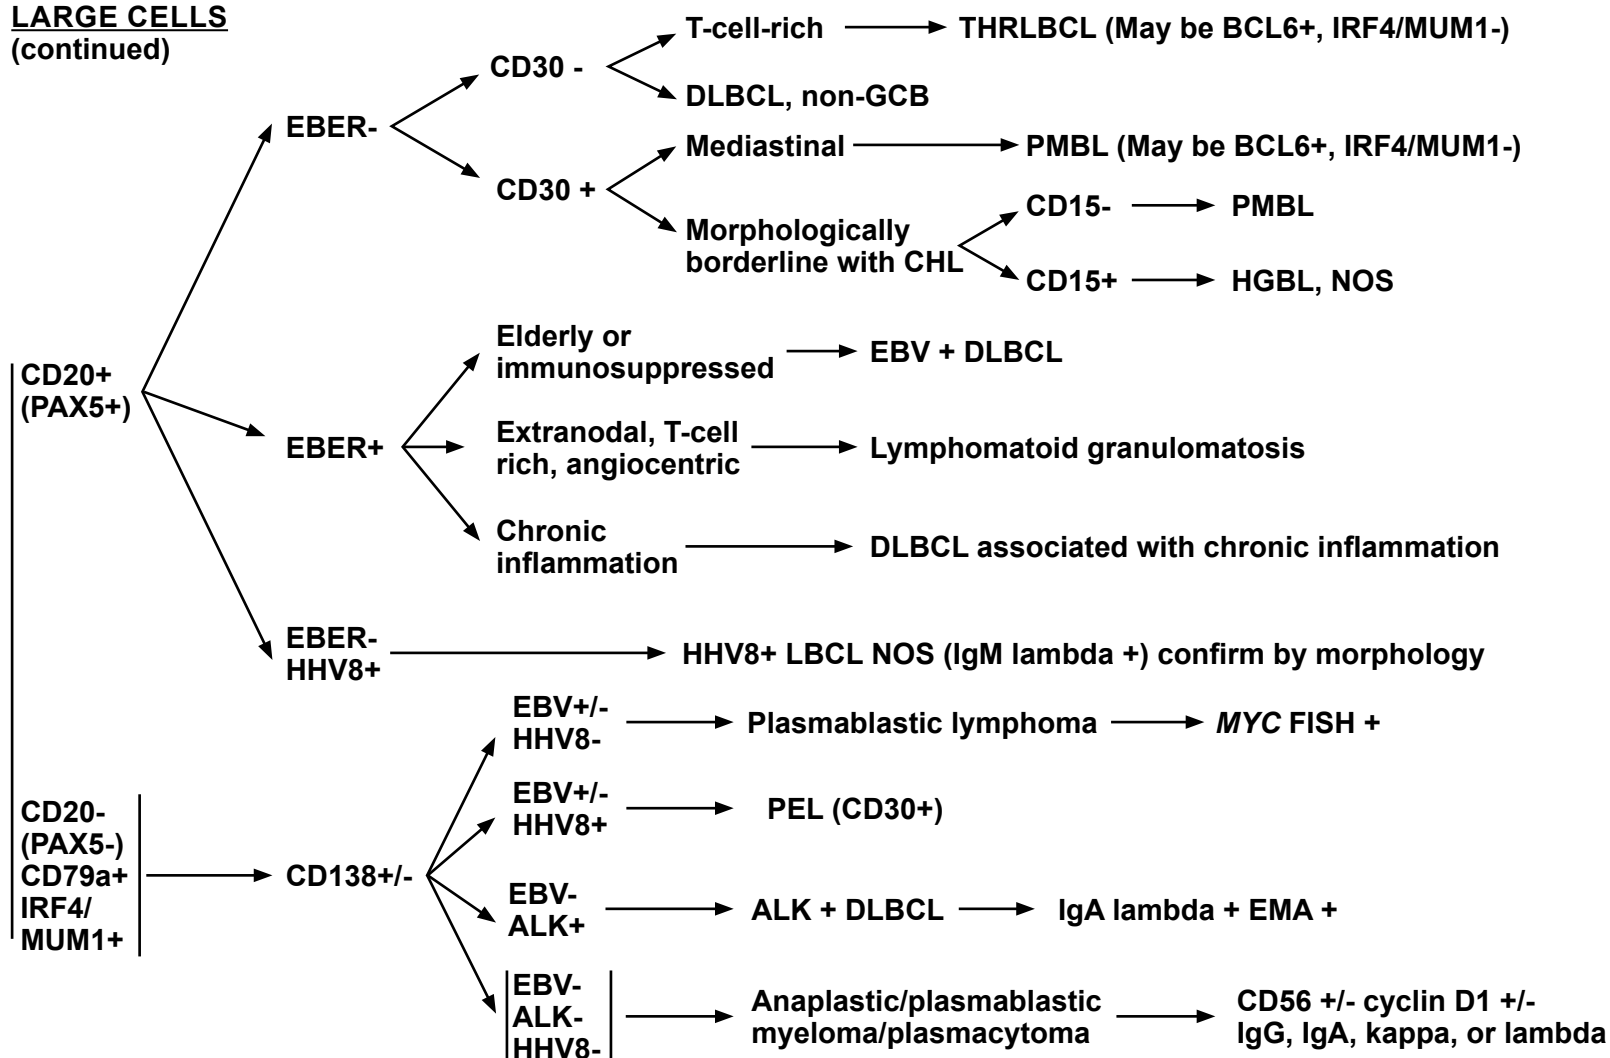 LARGE CELLS
(continued)
T-cell-rich
THRLBCL (May be BCL6+, IRF4/MUM1-)
CD30 -
DLBCL, non-GCB
EBER-
Mediastinal
PMBL (May be BCL6+, IRF4/MUM1-)
CD30 +
CD15-
PMBL
Morphologically
borderline with CHL
CD15+
HGBL, NOS
CD20+
(PAX5+)
Elderly or
immunosuppressed
EBV + DLBCL
EBER+
Extranodal, T-cell
rich, angiocentric
Lymphomatoid granulomatosis
Chronic
inflammation
DLBCL associated with chronic inflammation
EBER-
HHV8+
HHV8+ LBCL NOS (IgM lambda +) confirm by morphology
EBV+/-
HHV8-
Plasmablastic lymphoma
MYC FISH +
EBV+/-
HHV8+
PEL (CD30+)
CD20-
(PAX5-)
CD79a+
IRF4/
MUM1+
CD138+/-
EBV-
ALK+
ALK + DLBCL
IgA lambda + EMA +
EBV-
ALK-
HHV8-
Anaplastic/plasmablastic
myeloma/plasmacytoma
CD56 +/- cyclin D1 +/-
IgG, IgA, kappa, or lambda